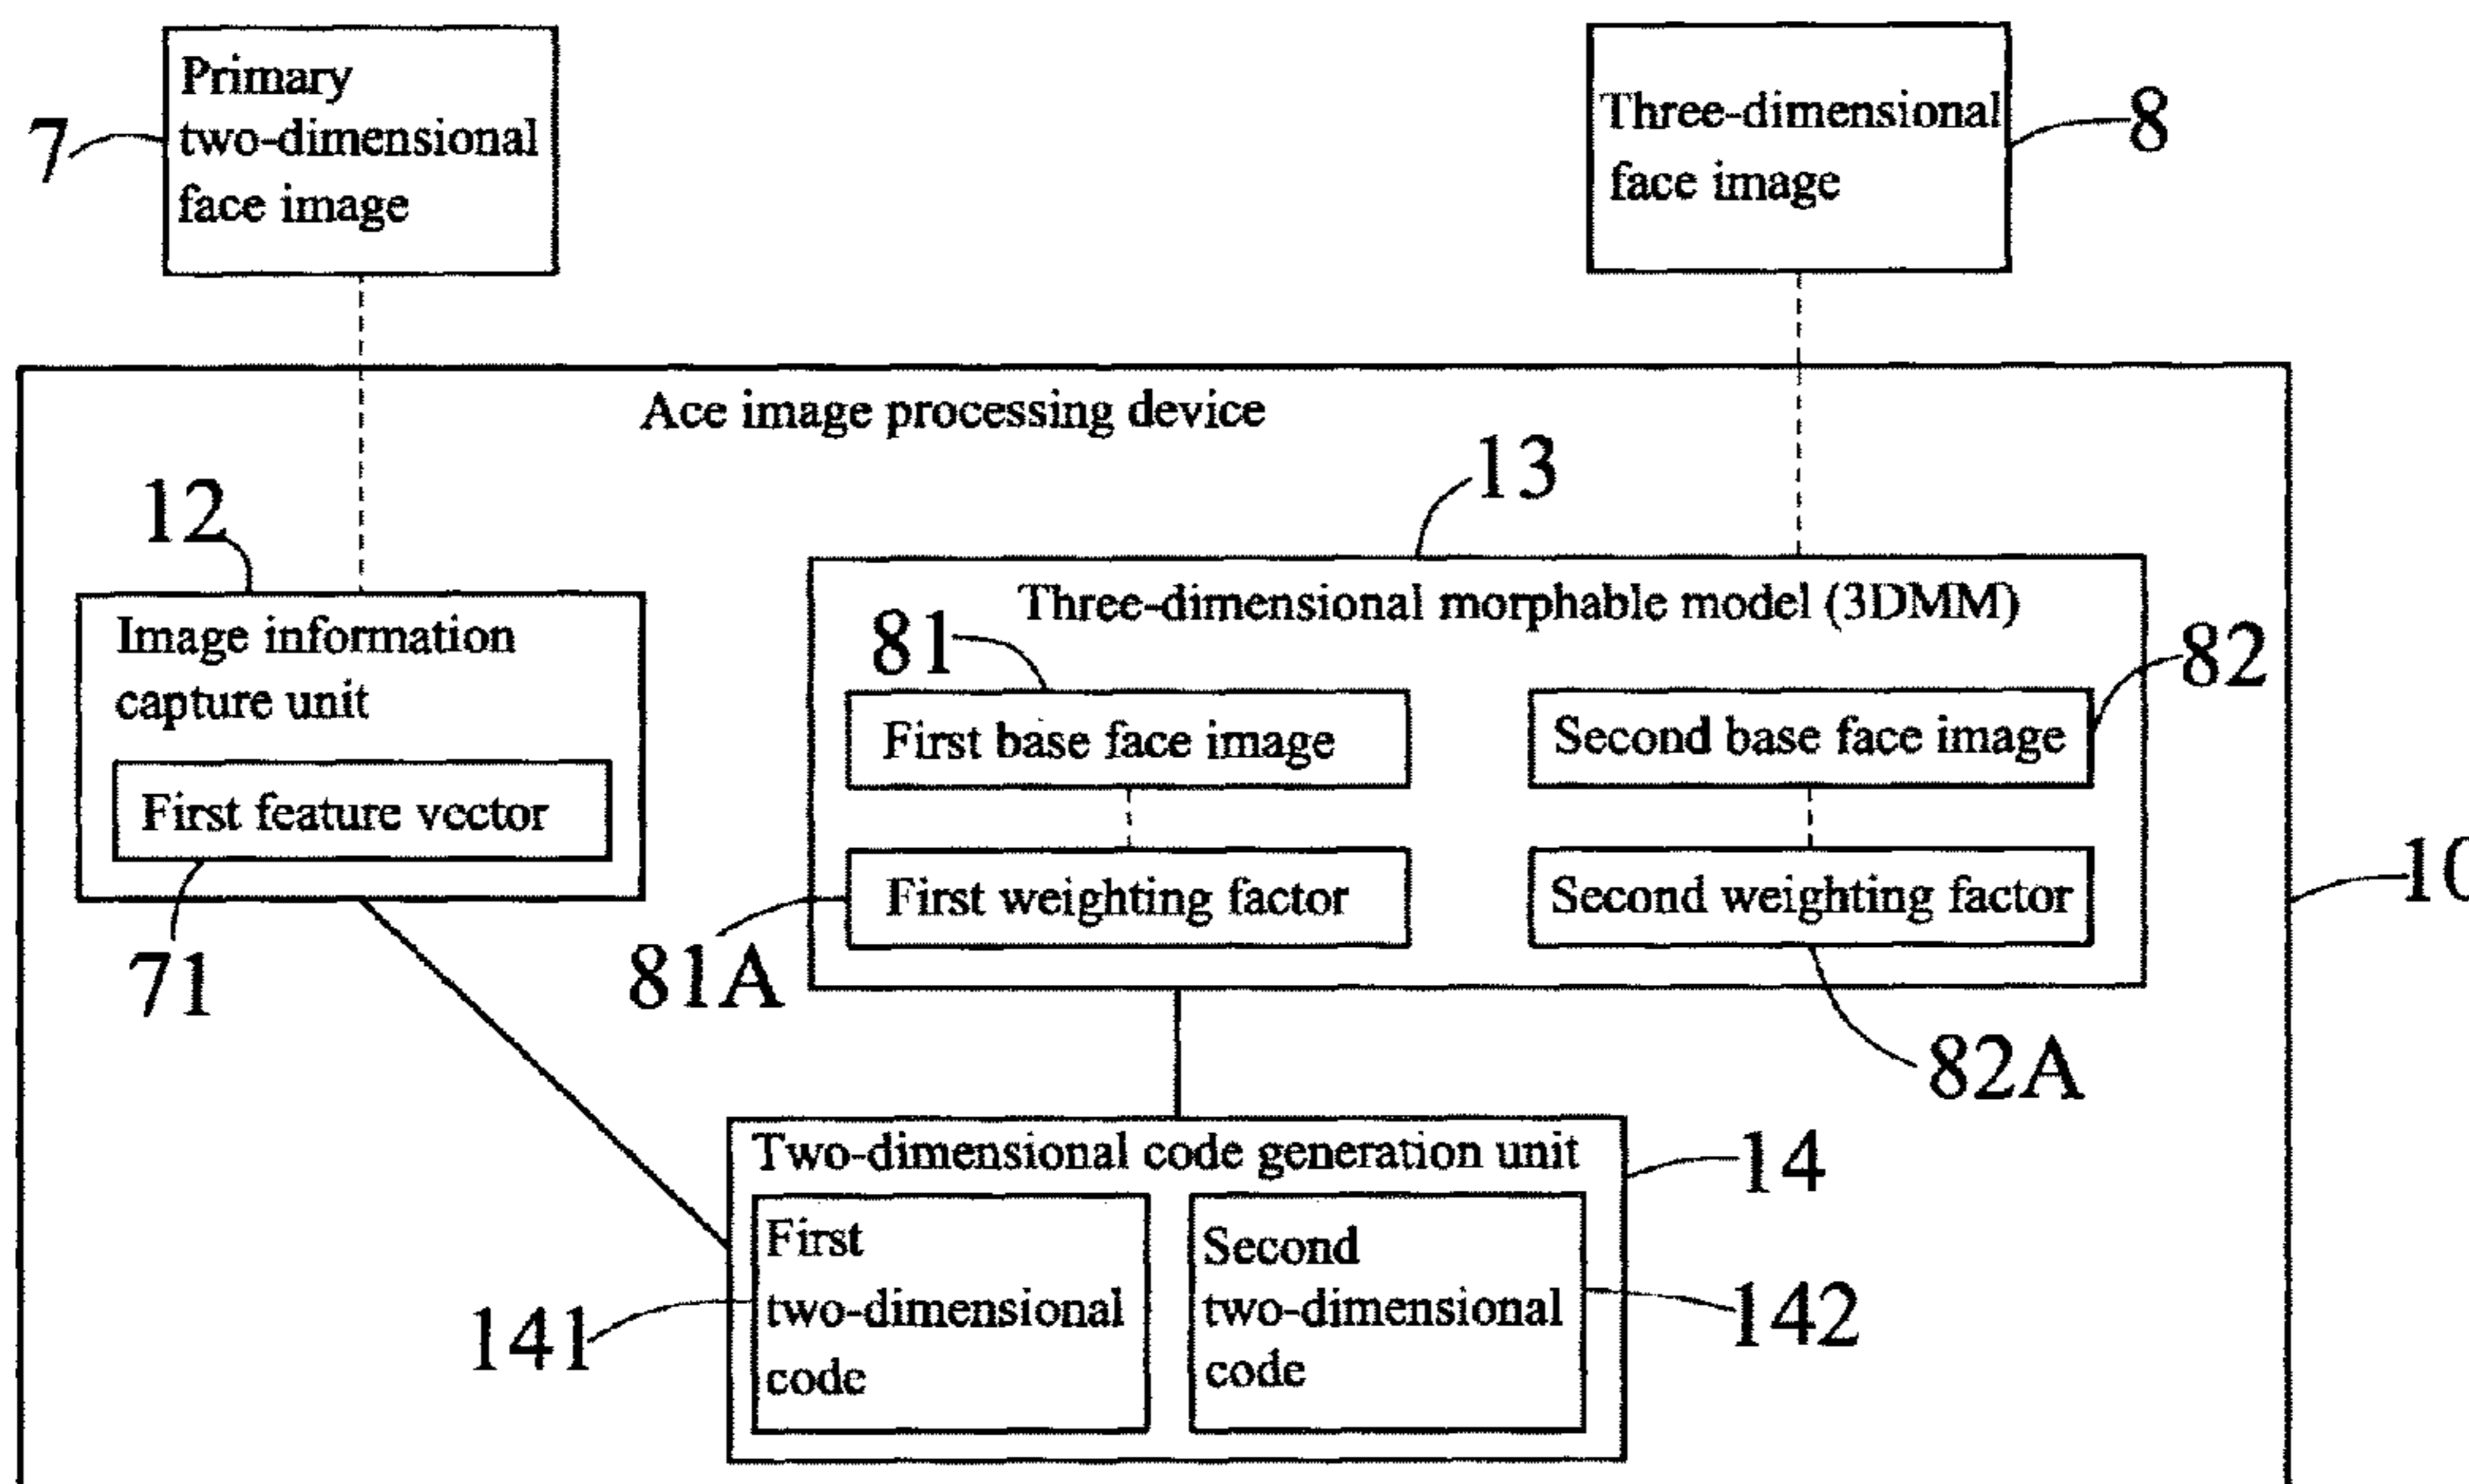 Primary
two-dimensional
face image
7
Three-dimensional
face image
8
Ace image processing device
12
13
Image information
capture unit
First feature vector
71
Three-dimensional morphable model (3DMM)
81
82
First base face image
Second base face image
First weighting factor
Second weighting factor
81A
82A
10
Two-dimensional code generation unit
14
First
two-dimensional
code
141
Second
two-dimensional
code
142